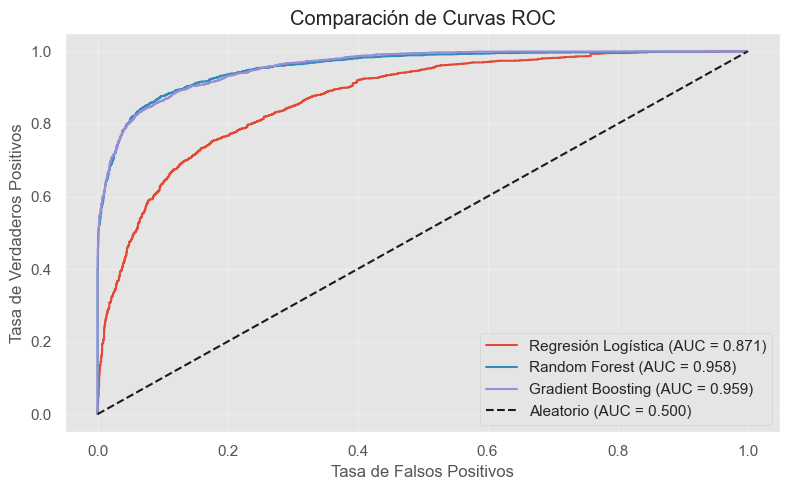 Comparación de Curvas ROC
Tasa de Verdaderos Positivos
1.0
0.8
0.6
0.4
0.2
0.0
Regresión Logística (AUC = 0.871)
Random Forest (AUC = 0.958)
Gradient Boosting (AUC = 0.959)
Aleatorio (AUC = 0.500)
0.0 0.2 0.4 0.6 0.8 1.0
Tasa de Falsos Positivos